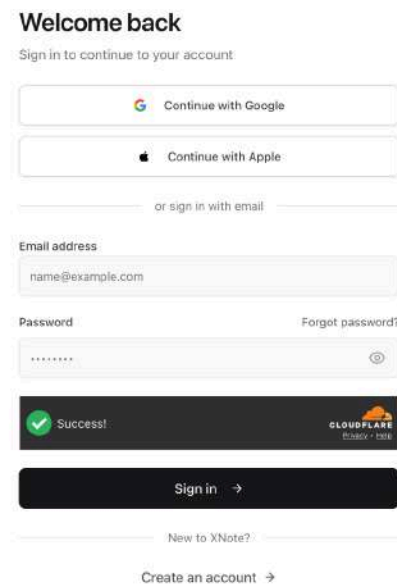 Welcome back
Sign in to continue to your account
Continue with Google
Continue with Apple
or sign in with email
Email address
name@example.com
Password Forgot password?
••••••••
Success!
CLOUDFLARE
Privacy • Help
Sign in →
New to XNote?
Create an account →